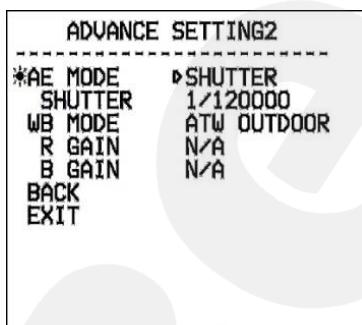 ADVANCE SETTING2
AE MODE SHUTTER
SHUTTER 1/120000
WB MODE ATW OUTDOOR
R GAIN N/A
B GAIN N/A
BACK
EXIT